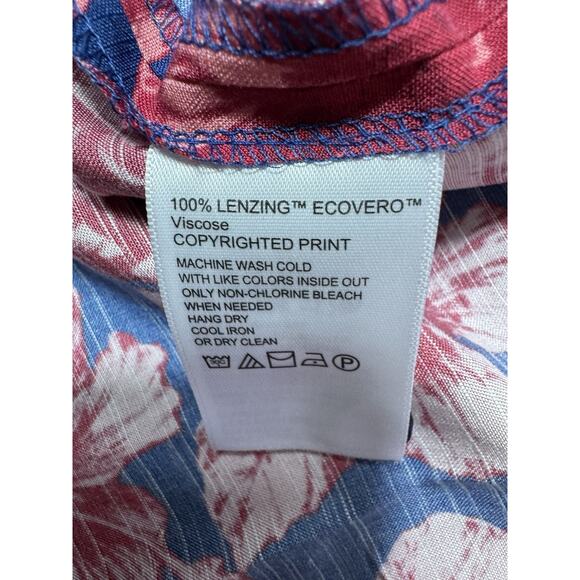 100% LENZING™ ECOVERO™
Viscose
COPYRIGHTED PRINT
MACHINE WASH COLD
WITH LIKE COLORS INSIDE OUT
ONLY NON-CHLORINE BLEACH
WHEN NEEDED
HANG DRY
COOL IRON
OR DRY CLEAN
P